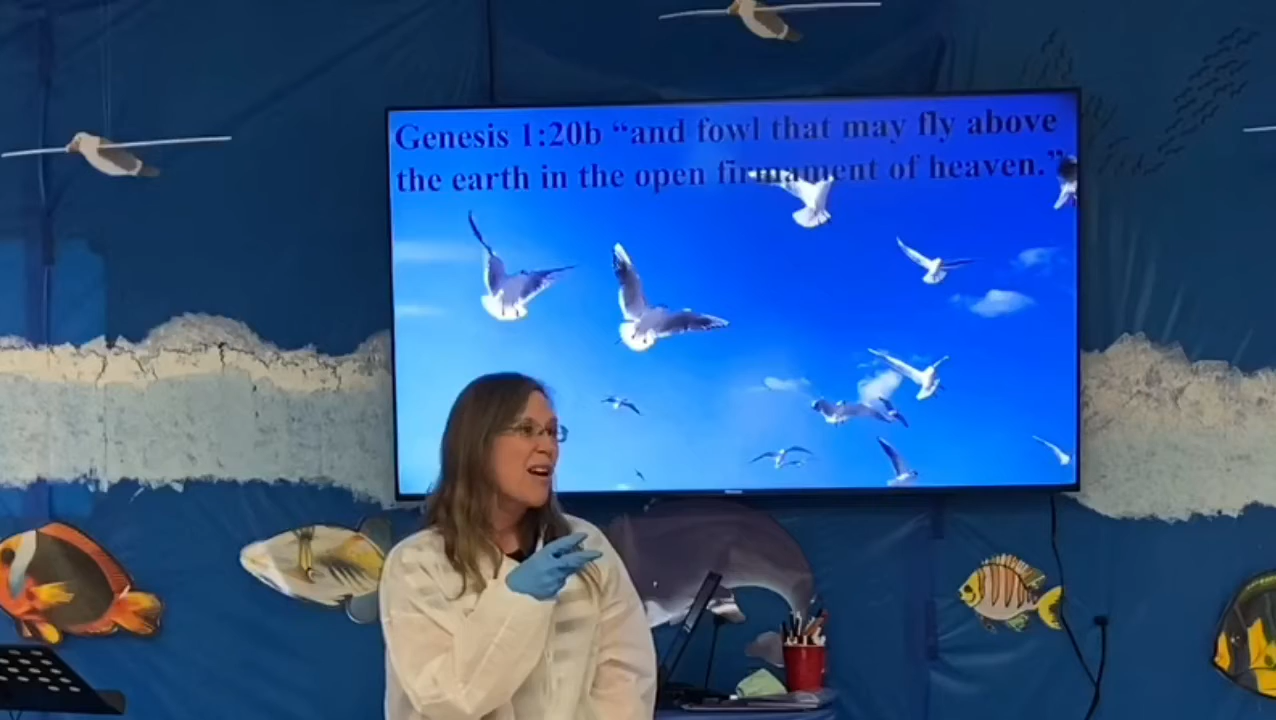 Genesis 1:20b “and fowl that may fly above
the earth in the open firmament of heaven.”